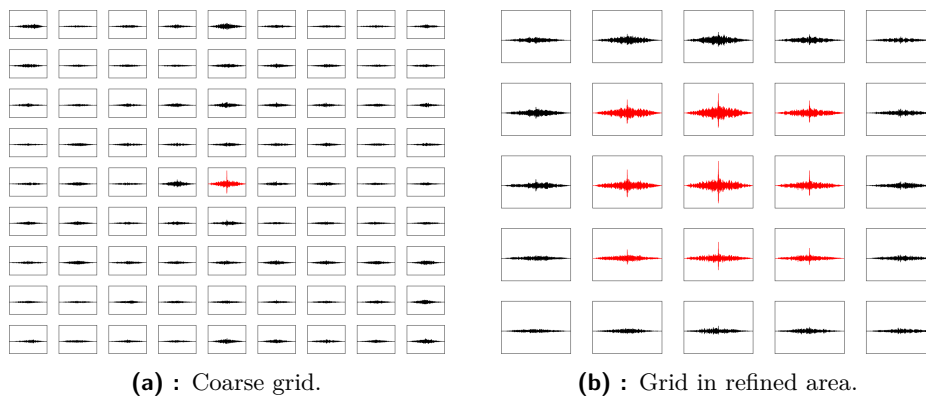 (a) : Coarse grid.
(b) : Grid in refined area.